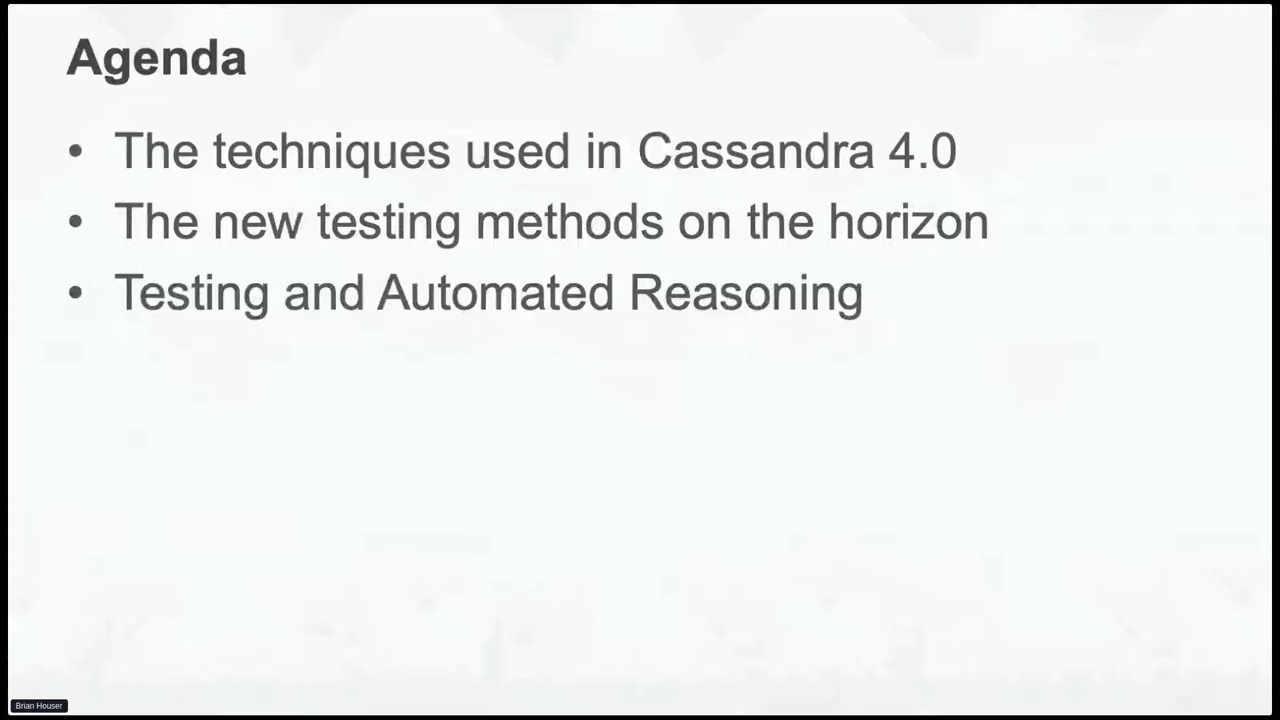 Agenda
• The techniques used in Cassandra 4.0
• The new testing methods on the horizon
• Testing and Automated Reasoning
Brian Houser